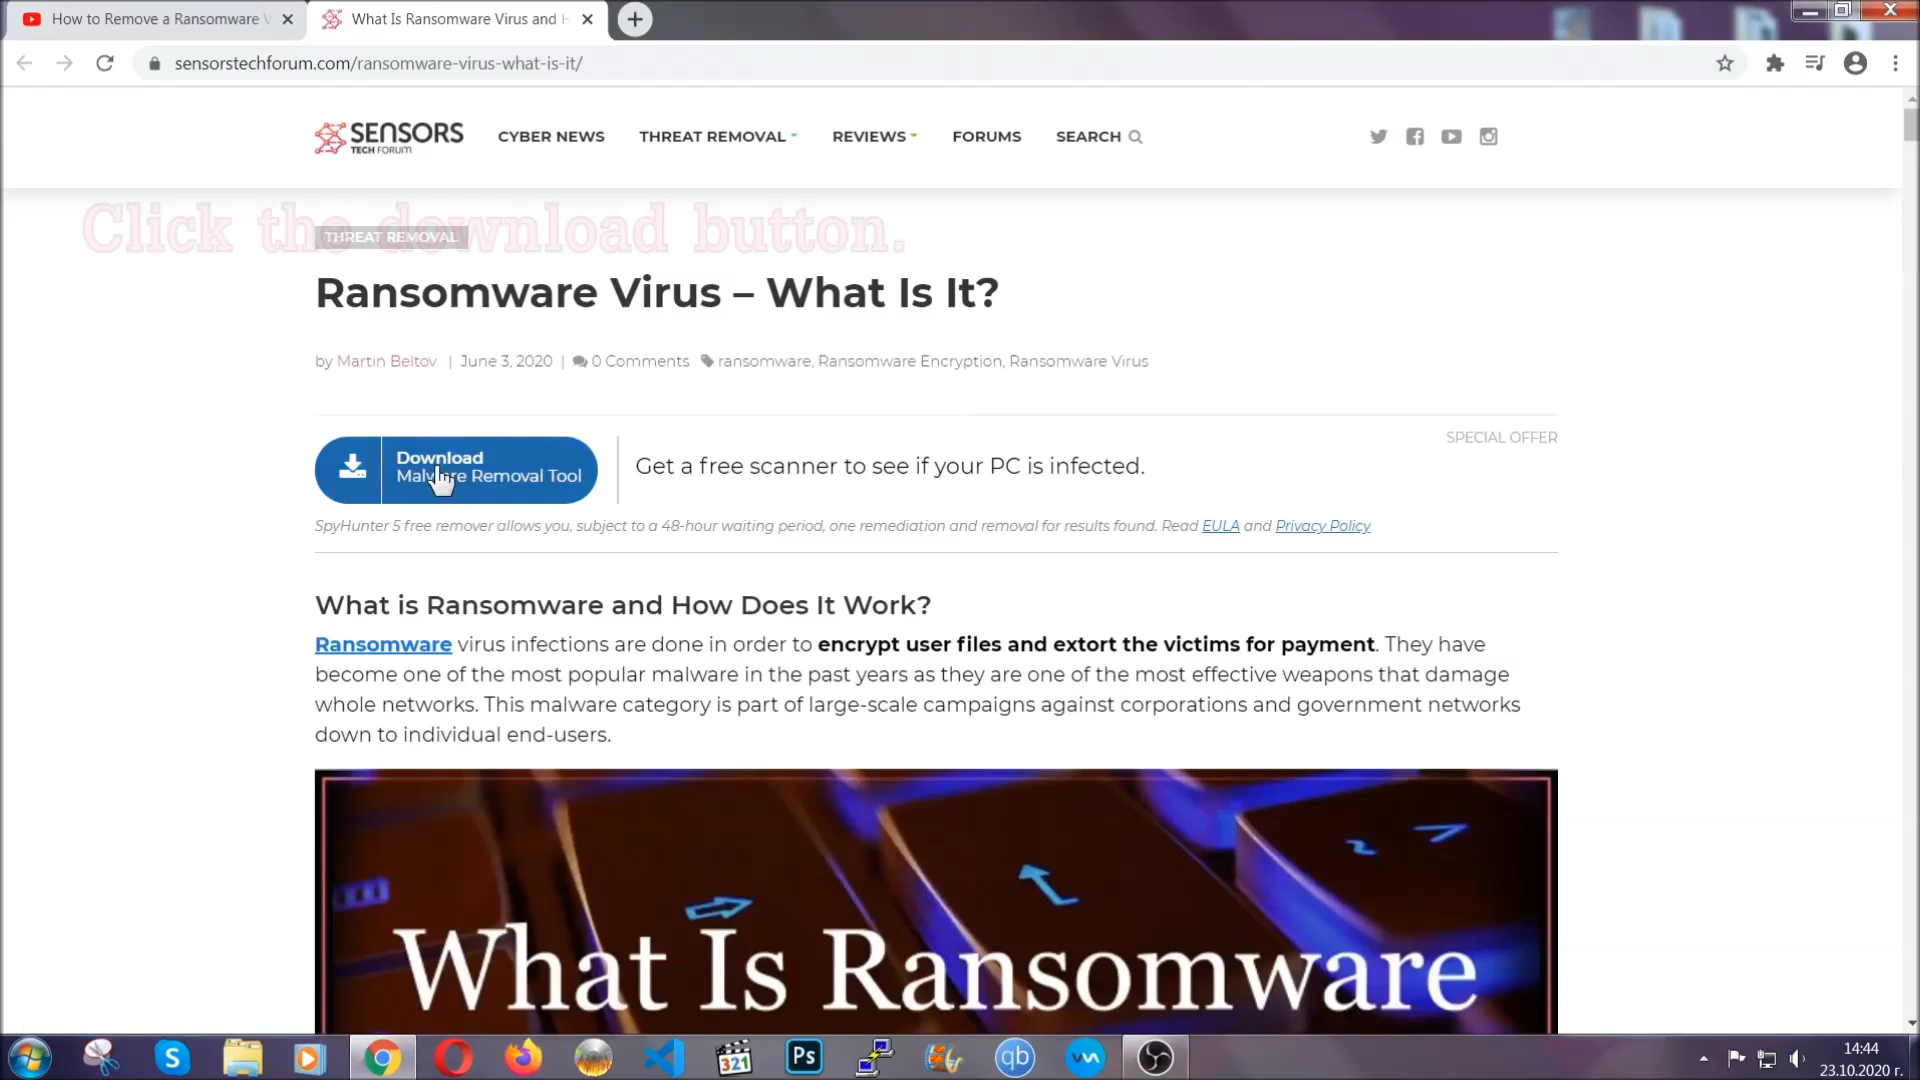 How to Remove a Ransomware V
What Is Ransomware Virus and H
sensorstechforum.com/ransomware-virus-what-is-it/
SENSORS
TECH FORUM
CYBER NEWS THREAT REMOVAL REVIEWS FORUMS SEARCH
Click the download button.
THREAT REMOVAL
Ransomware Virus – What Is It?
by Martin Beltov | June 3, 2020 | 0 Comments ransomware, Ransomware Encryption, Ransomware Virus
SPECIAL OFFER
Download
Malware Removal Tool
Get a free scanner to see if your PC is infected.
SpyHunter 5 free remover allows you, subject to a 48-hour waiting period, one remediation and removal for results found. Read EULA and Privacy Policy
What is Ransomware and How Does It Work?
Ransomware virus infections are done in order to encrypt user files and extort the victims for payment. They have
become one of the most popular malware in the past years as they are one of the most effective weapons that damage
whole networks. This malware category is part of large-scale campaigns against corporations and government networks
down to individual end-users.
What Is Ransomware
S
321
Ps
qb
14:44
23.10.2020 г.